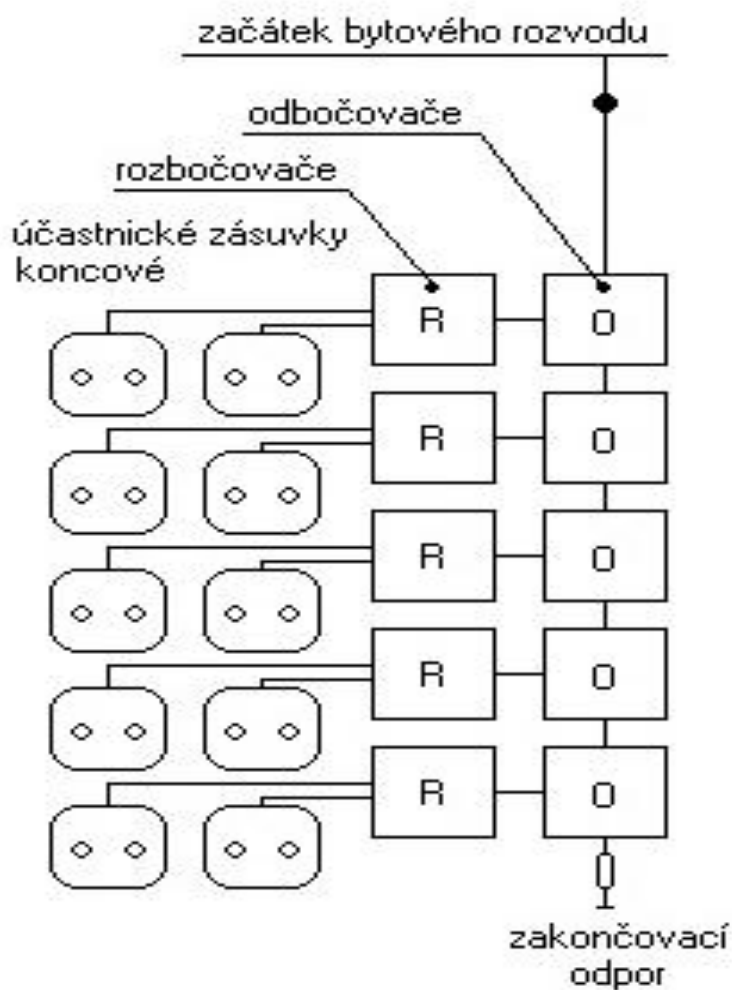 začátek bytového rozvodu
odbočovače
rozbočovače
účastnické zásuvky
koncové
R O
R O
R O
R O
R O
zakončovací
odpor